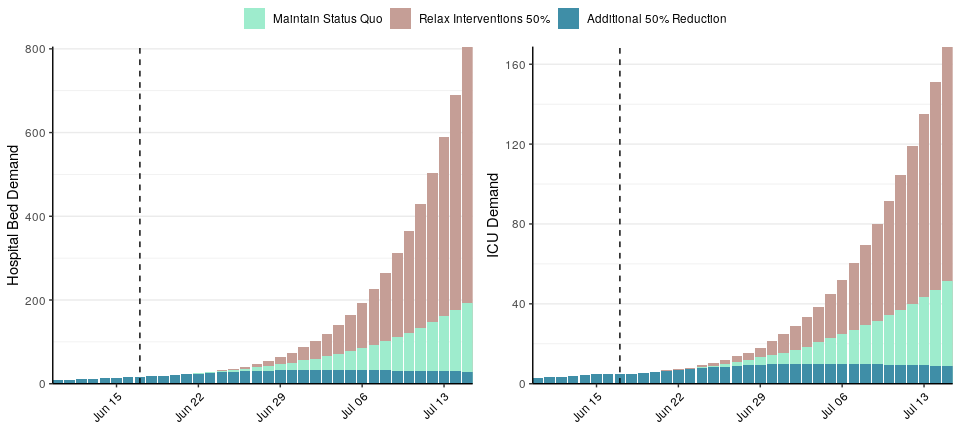 Maintain Status Quo Relax Interventions 50% Additional 50% Reduction
Hospital Bed Demand
800
600
400
200
0
Jun 15 Jun 22 Jun 29 Jul 06 Jul 13
ICU Demand
160
120
80
40
0
Jun 15 Jun 22 Jun 29 Jul 06 Jul 13